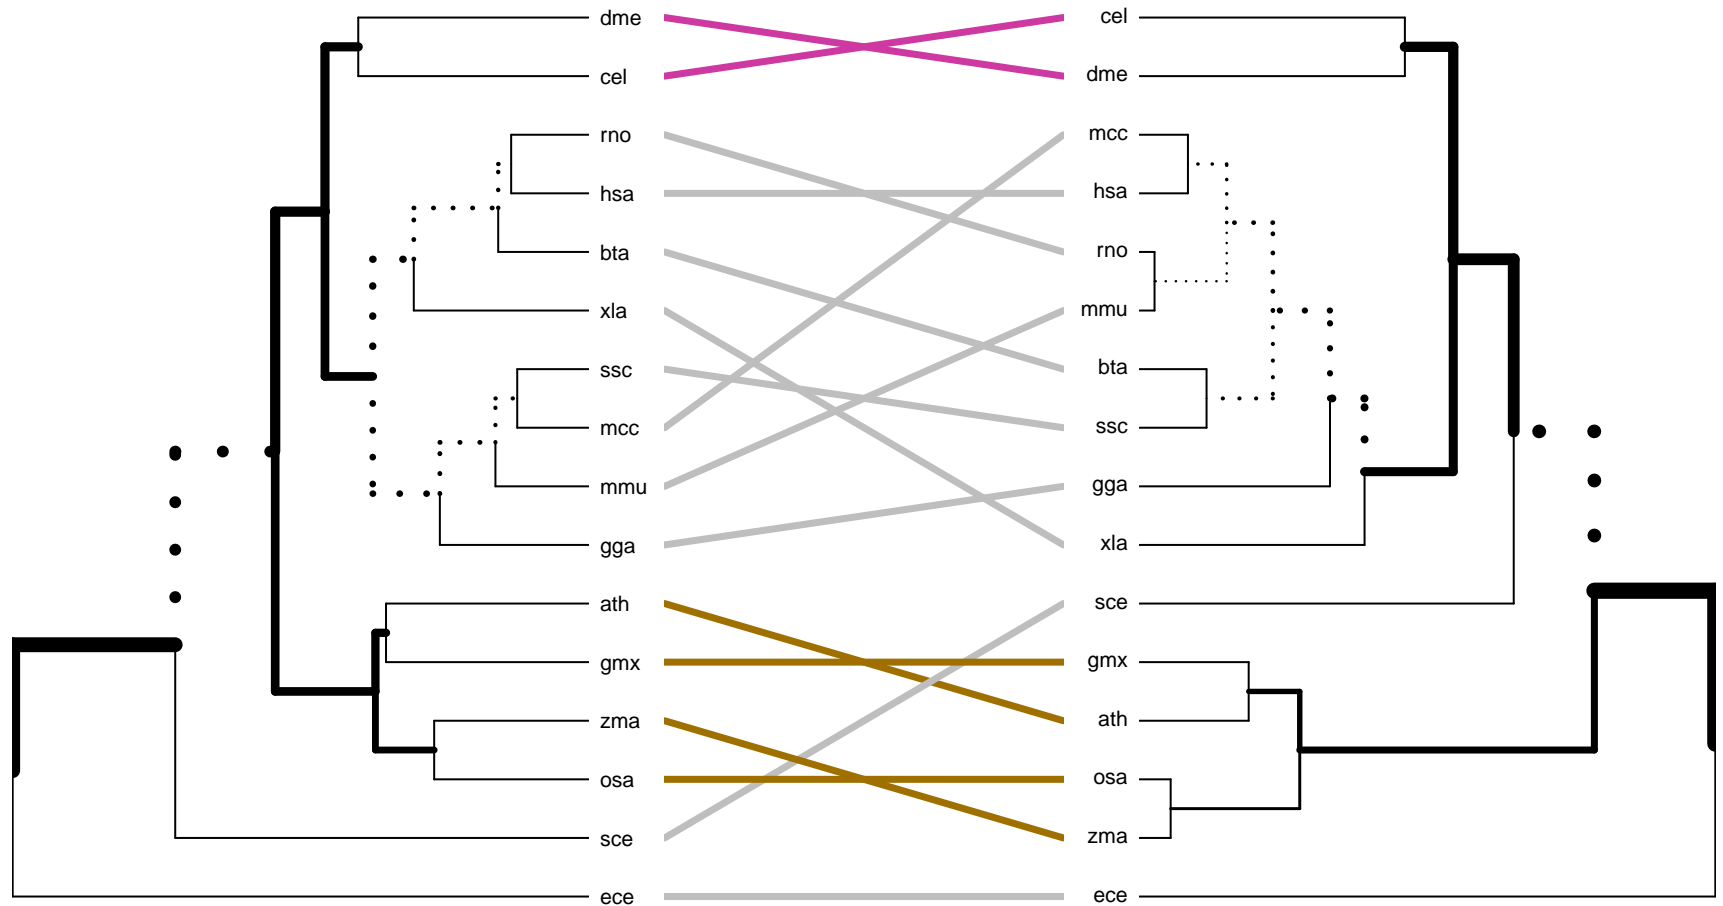 dme cel
cel dme
rno mcc
hsa hsa
bta rno
xla mmu
ssc bta
mcc ssc
mmu gga
gga xla
ath sce
gmx gmx
zma ath
osa osa
sce zma
ece ece